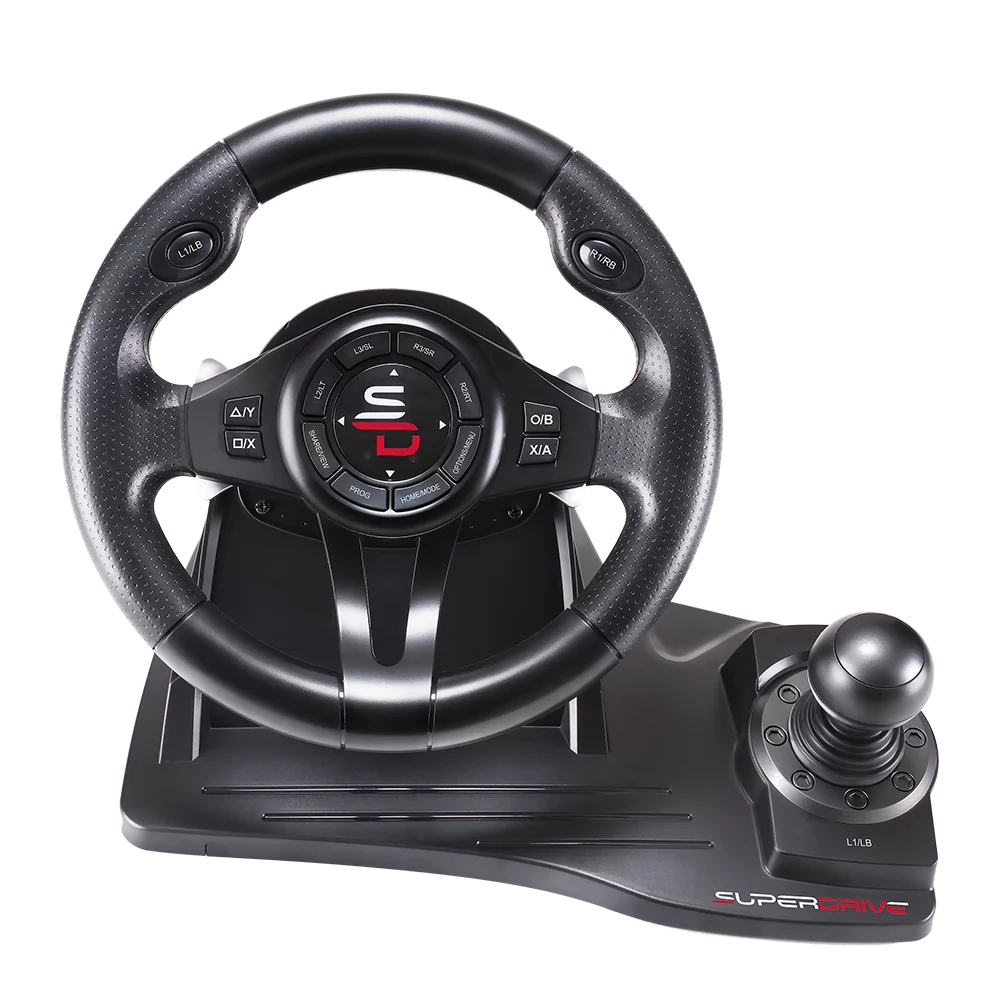 L1/LB
R1/RB
L3/SL
R3/SR
L2/LT
R2/RT
△/Y
O/B
□/X
X/A
SD
SHARE/VIEW
OPTIONS/MENU
PROG
HOME/MODE
L1/LB
SUPERDRIVE